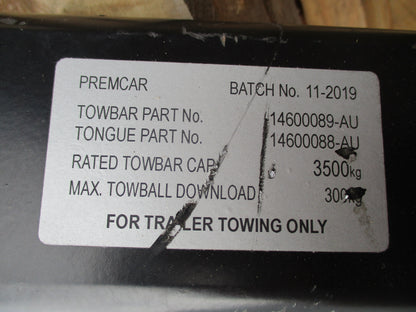 PREMCAR BATCH No. 11-2019
TOWBAR PART No. 14600089-AU
TONGUE PART No. 14600088-AU
RATED TOWBAR CAP 3500kg
MAX. TOWBALL DOWNLOAD 300kg
FOR TRAILER TOWING ONLY